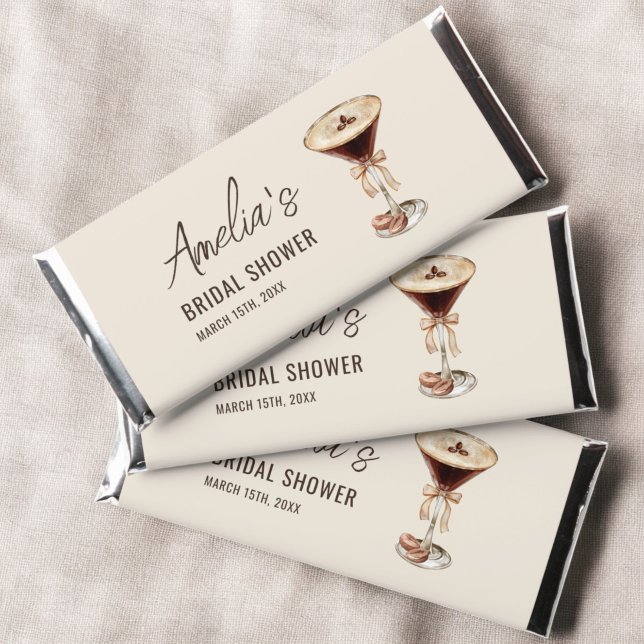 Amelia's
BRIDAL SHOWER
MARCH 15TH, 20XX
BRIDAL SHOWER
MARCH 15TH, 20XX
BRIDAL SHOWER
MARCH 15TH, 20XX